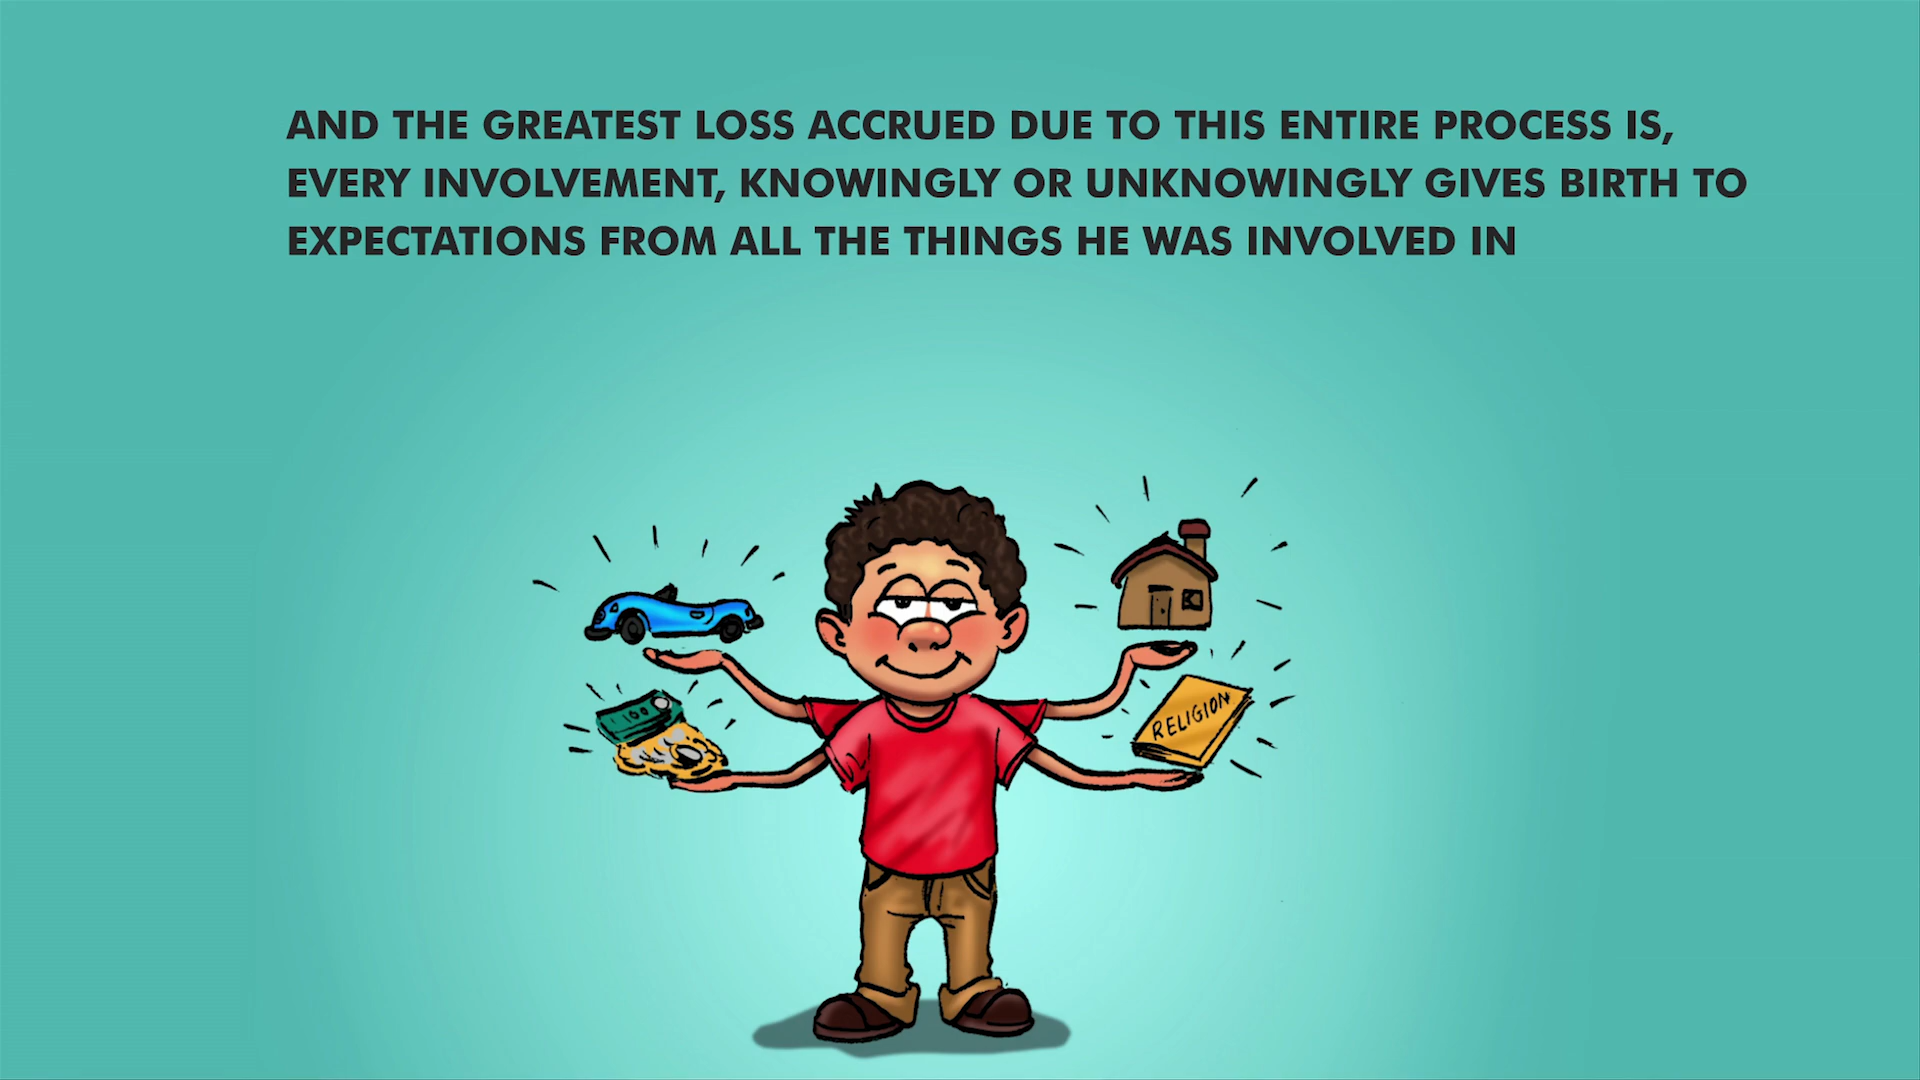 AND THE GREATEST LOSS ACCRUED DUE TO THIS ENTIRE PROCESS IS,
EVERY INVOLVEMENT, KNOWINGLY OR UNKNOWINGLY GIVES BIRTH TO
EXPECTATIONS FROM ALL THE THINGS HE WAS INVOLVED IN
100
RELIGION